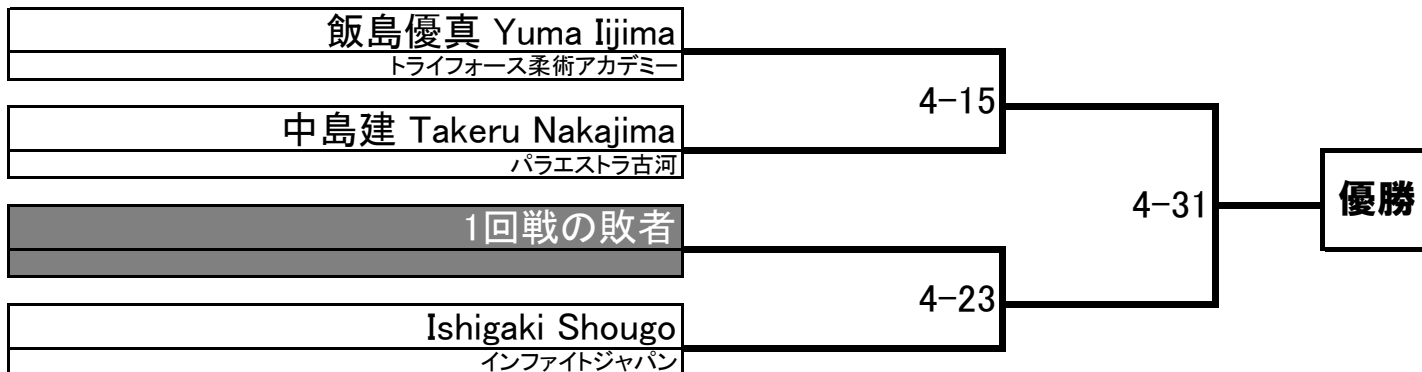 飯島優真 Yuma Iijima
トライフォース柔術アカデミー
4-15
中島建 Takeru Nakajima
パラエストラ古河
4-31
優勝
1回戦の敗者
4-23
Ishigaki Shougo
インファイトジャパン